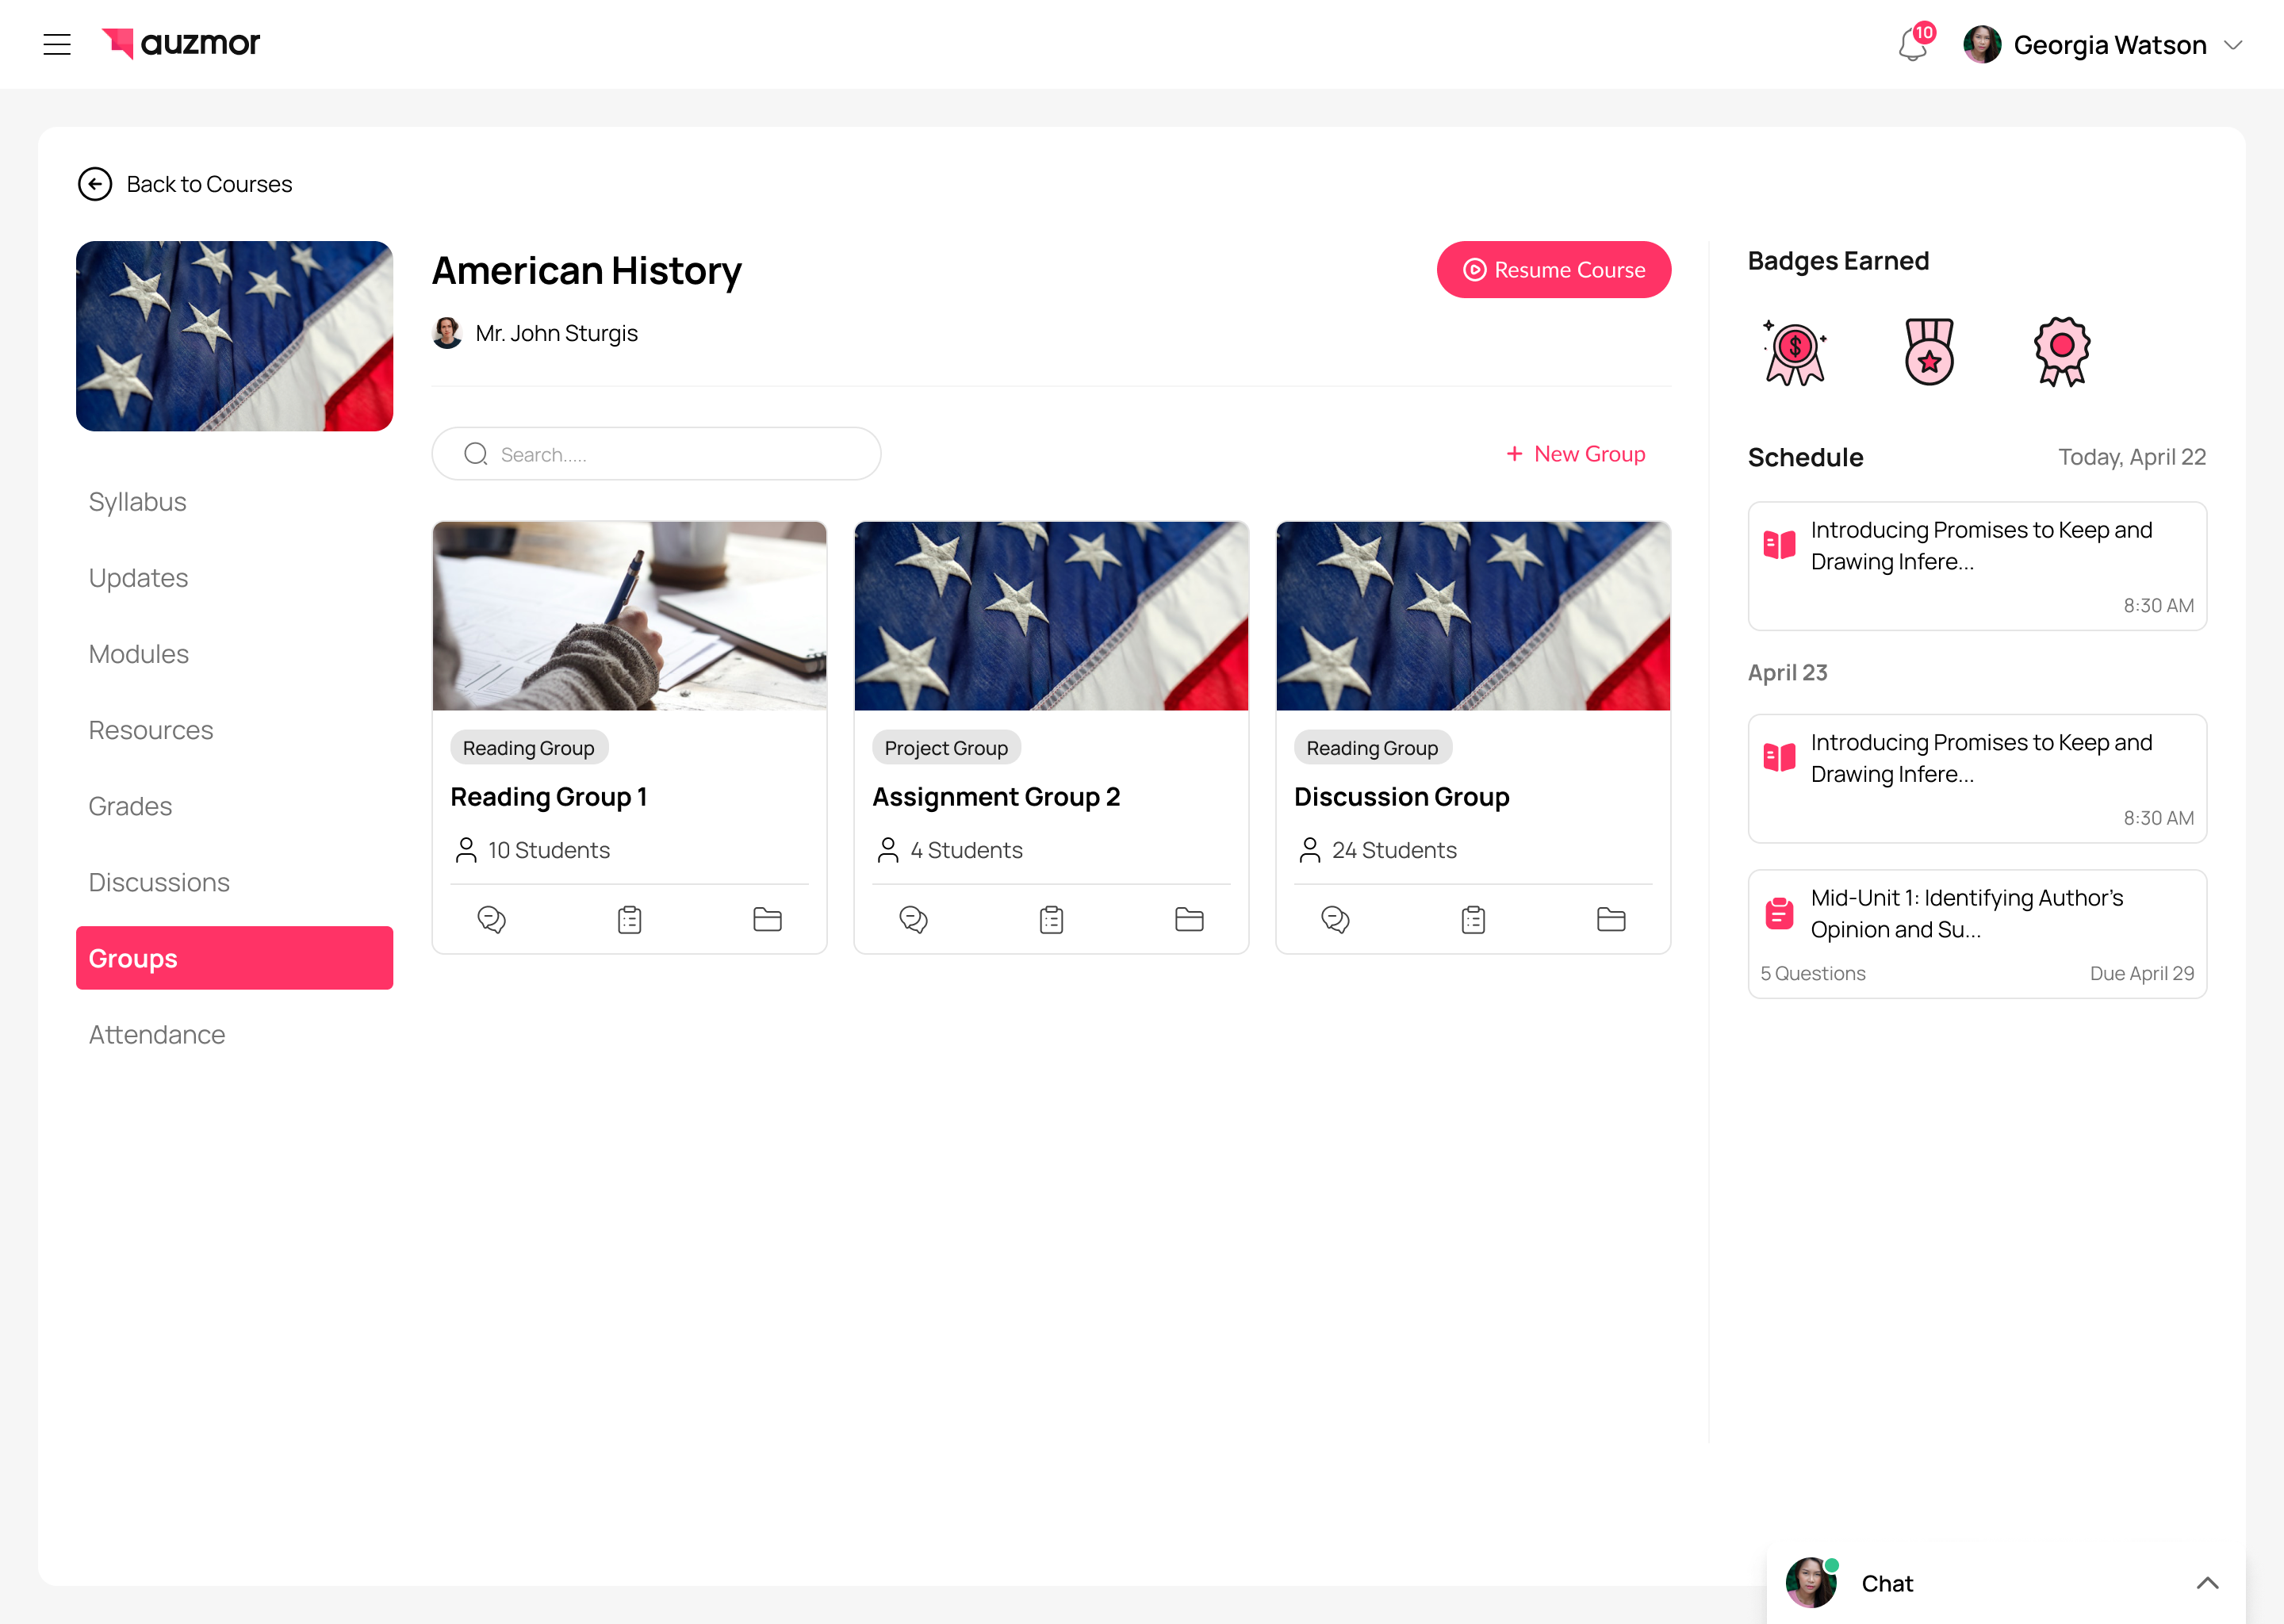 auzmor
10
Georgia Watson
Back to Courses
American History
Mr. John Sturgis
Resume Course
Search.....
+ New Group
Syllabus
Updates
Modules
Resources
Grades
Discussions
Groups
Attendance
Reading Group
Reading Group 1
10 Students
Project Group
Assignment Group 2
4 Students
Reading Group
Discussion Group
24 Students
Badges Earned
$
Schedule
Today, April 22
Introducing Promises to Keep and
Drawing Infere...
8:30 AM
April 23
Introducing Promises to Keep and
Drawing Infere...
8:30 AM
Mid-Unit 1: Identifying Author’s
Opinion and Su...
5 Questions
Due April 29
Chat